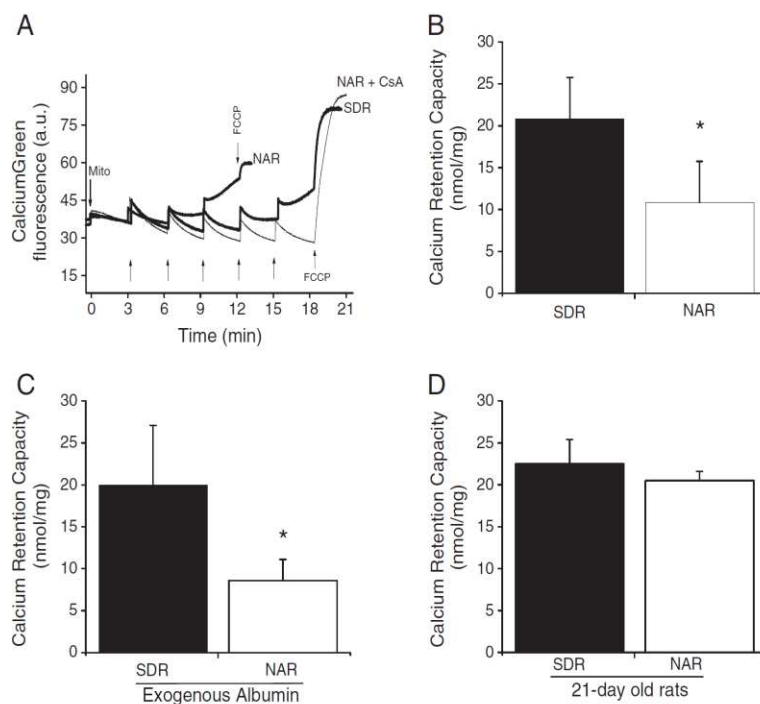 A
CalciumGreen
fluorescence (a.u.)
90
75
60
45
30
15
Mito
FCCP
NAR
NAR + CsA
SDR
FCCP
0 3 6 9 12 15 18 21
Time (min)
B
Calcium Retention Capacity
(nmol/mg)
30
25
20
15
10
5
0
*
SDR NAR
C
Calcium Retention Capacity
(nmol/mg)
30
25
20
15
10
5
0
*
SDR NAR
Exogenous Albumin
D
Calcium Retention Capacity
(nmol/mg)
30
25
20
15
10
5
0
SDR NAR
21-day old rats